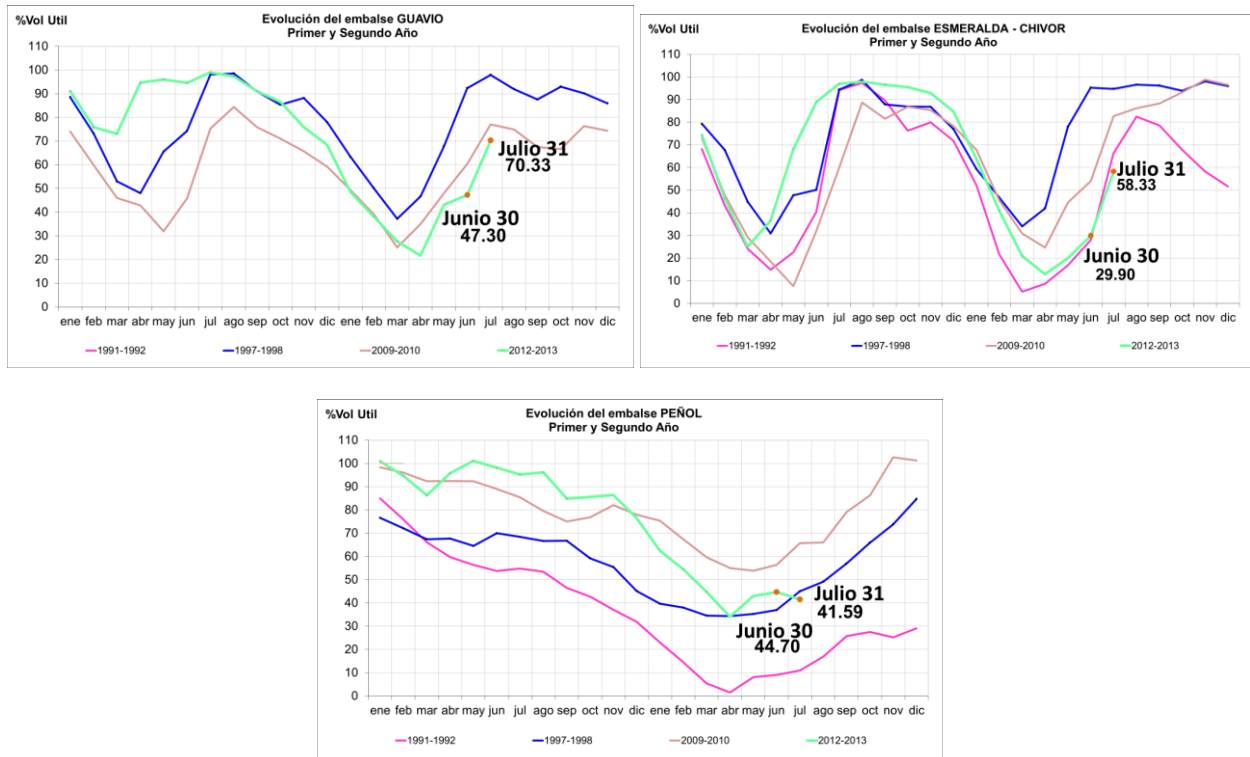 %Vol Util
Evolución del embalse GUAVIO
Primer y Segundo Año
110
100
90
80
70
60
50
40
30
20
10
0
Julio 31
70.33
Junio 30
47.30
ene feb mar abr may jun jul ago sep oct nov dic ene feb mar abr may jun jul ago sep oct nov dic
1991-1992 1997-1998 2009-2010 2012-2013
%Vol Util
Evolución del embalse ESMERALDA - CHIVOR
Primer y Segundo Año
110
100
90
80
70
60
50
40
30
20
10
0
Julio 31
58.33
Junio 30
29.90
ene feb mar abr may jun jul ago sep oct nov dic ene feb mar abr may jun jul ago sep oct nov dic
1991-1992 1997-1998 2009-2010 2012-2013
%Vol Util
Evolución del embalse PEÑOL
Primer y Segundo Año
110
100
90
80
70
60
50
40
30
20
10
0
Julio 31
41.59
Junio 30
44.70
ene feb mar abr may jun jul ago sep oct nov dic ene feb mar abr may jun jul ago sep oct nov dic
1991-1992 1997-1998 2009-2010 2012-2013